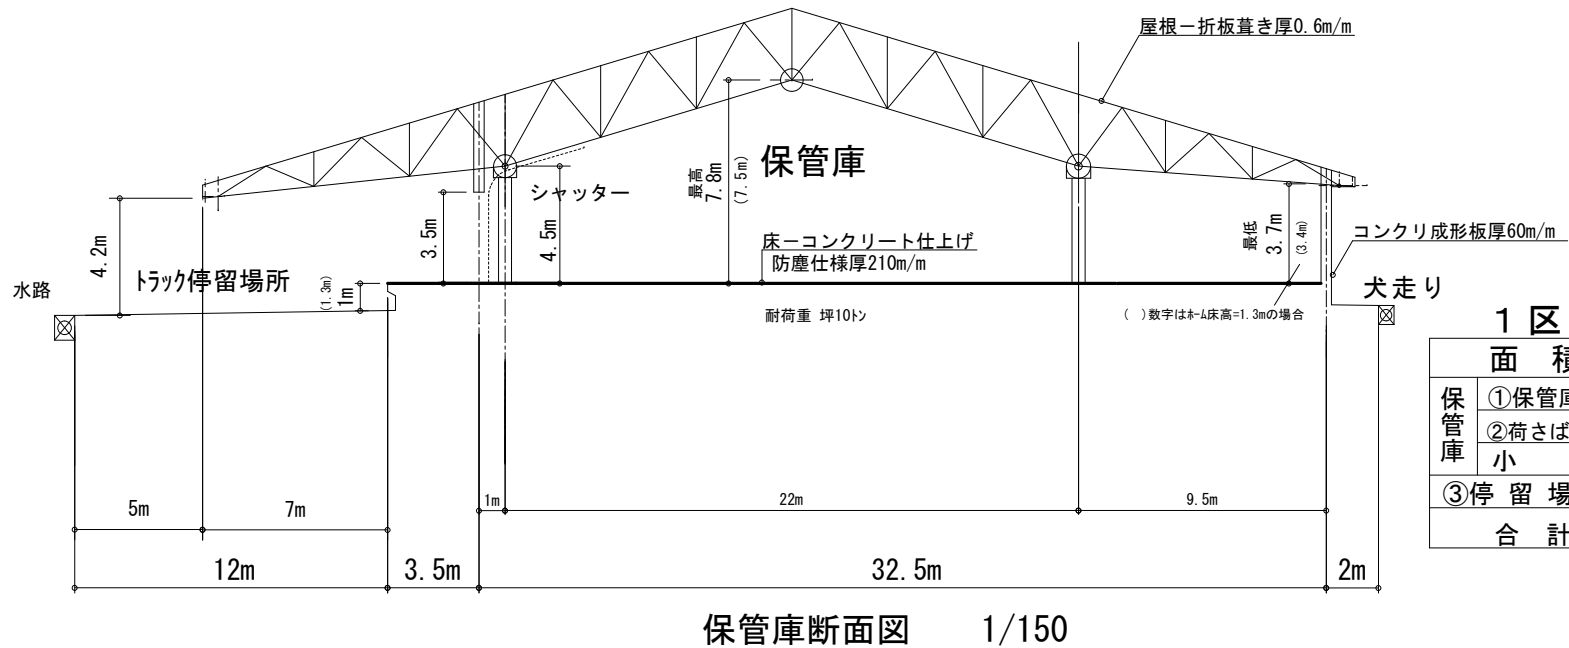 屋根－折板葺き厚0.6m/m
保管庫
最高
7.8m
(7.5m)
シャッター
3.5m
4.5m
4.2m
最低
3.7m
(3.4m)
コンクリ成形板厚60m/m
床－コンクリート仕上げ
防塵仕様厚210m/m
水路
ﾄﾗｯｸ停留場所
(1.3m)
1m
犬走り
耐荷重 坪10ﾄﾝ
( )数字はﾎｰﾑ床高=1.3mの場合
1区
面 積
保管庫
①保管庫
②荷さば
小
③停 留 場
合 計
1m
22m
9.5m
5m
7m
12m
3.5m
32.5m
2m
保管庫断面図 1/150